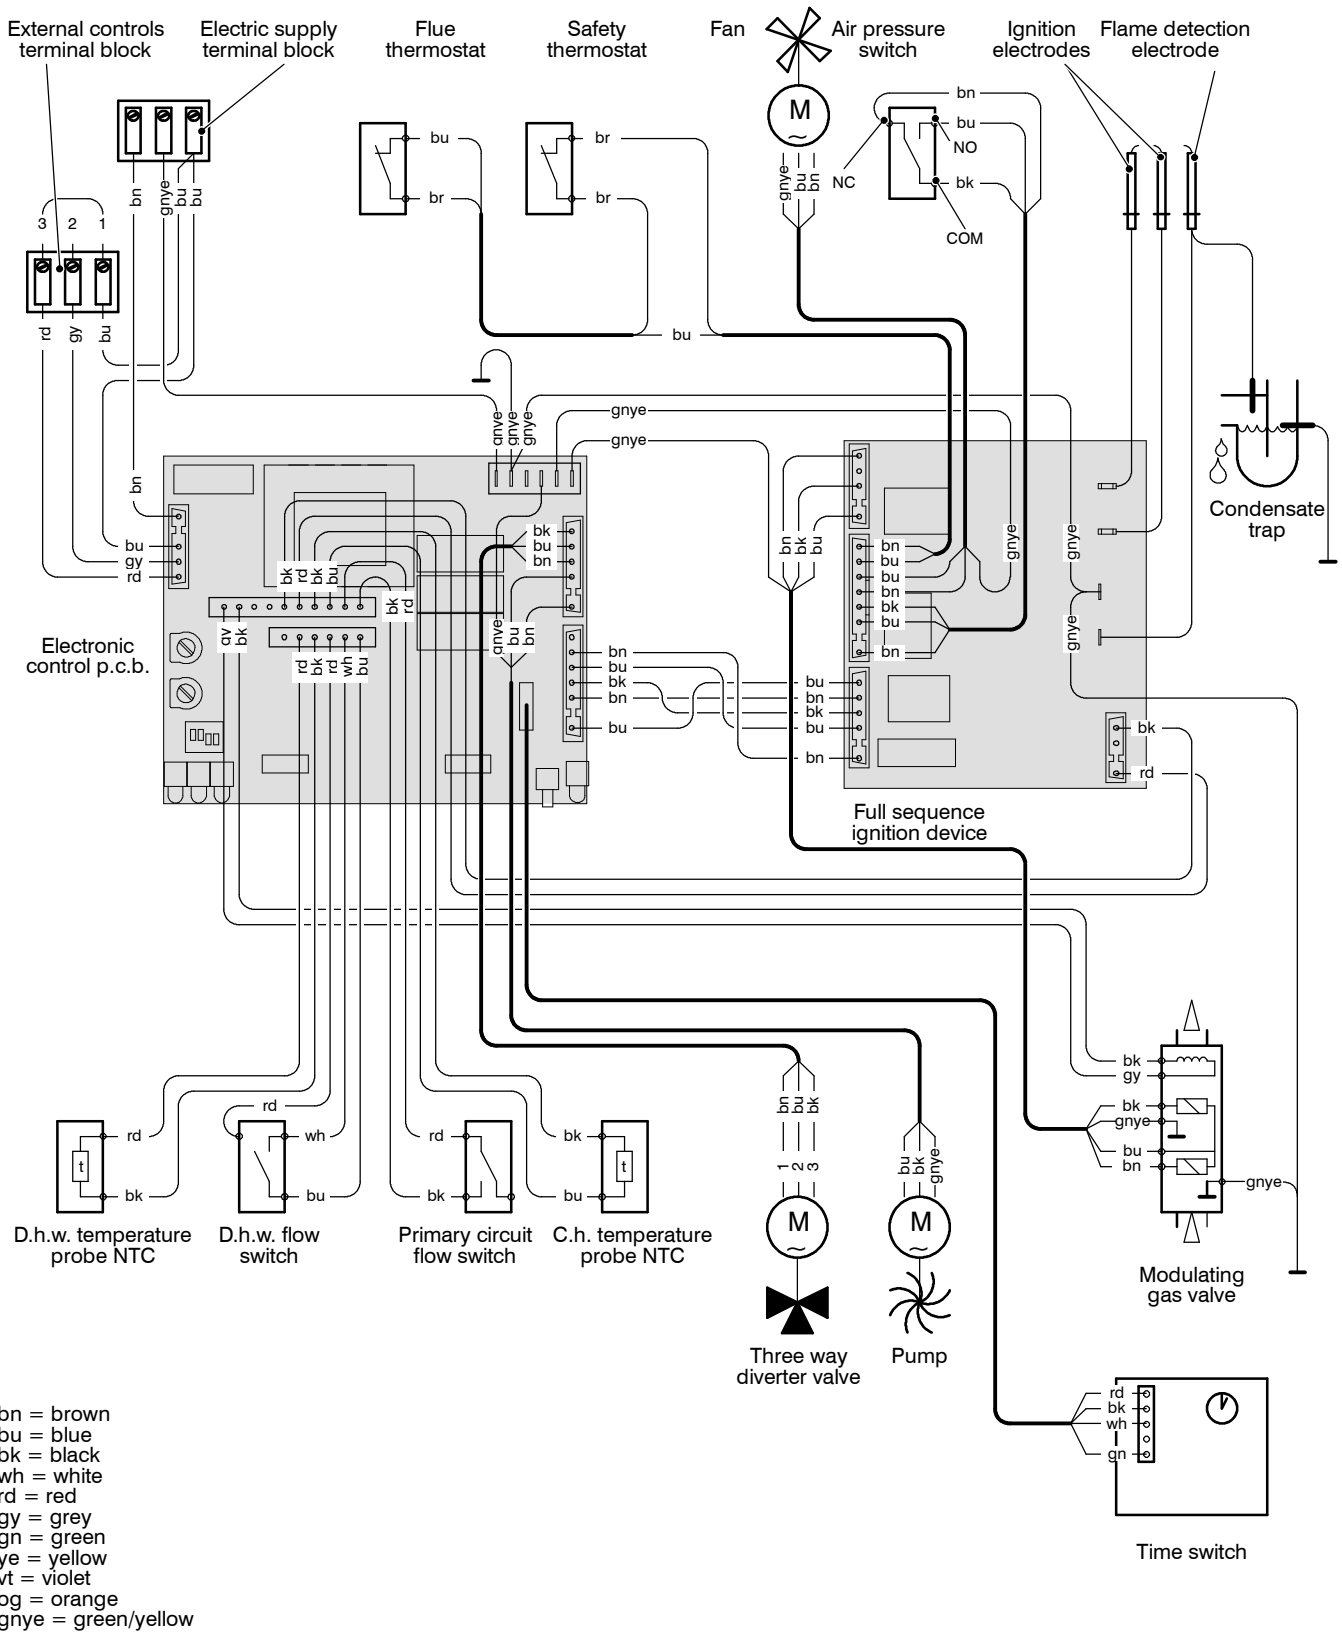 External controls
terminal block
Electric supply
terminal block
Flue
thermostat
Safety
thermostat
Fan
Air pressure
switch
Ignition
electrodes
Flame detection
electrode
M
bn
bu
NO
bk
NC
COM
bu
br
br
br
gnye
bu
bn
bn
gnye
bu
bu
3
2
1
rd
gy
bu
bu
gnye
gnye
gnye
gnye
gnye
bn
bu
gy
rd
bk
rd
bk
bu
bk
rd
bk
bu
bn
gnye
bu
bn
gy
bk
rd
bk
rd
wh
bu
bn
bk
bu
bn
bu
bu
bn
bk
bu
bn
gnye
gnye
gnye
Condensate
trap
Electronic
control p.c.b.
bn
bu
bk
bn
bu
bu
bn
bk
bu
bn
bk
rd
Full sequence
ignition device
bk
gy
bk
gnye
bu
bn
gnye
bn
bu
bk
1
2
3
bu
bk
gnye
rd
rd
bk
t
wh
bu
rd
bk
bk
bu
t
M
M
D.h.w. temperature
probe NTC
D.h.w. flow
switch
Primary circuit
flow switch
C.h. temperature
probe NTC
Modulating
gas valve
Three way
diverter valve
Pump
rd
bk
wh
gn
Time switch
bn = brown
bu = blue
bk = black
wh = white
rd = red
gy = grey
gn = green
ye = yellow
vt = violet
og = orange
gnye = green/yellow